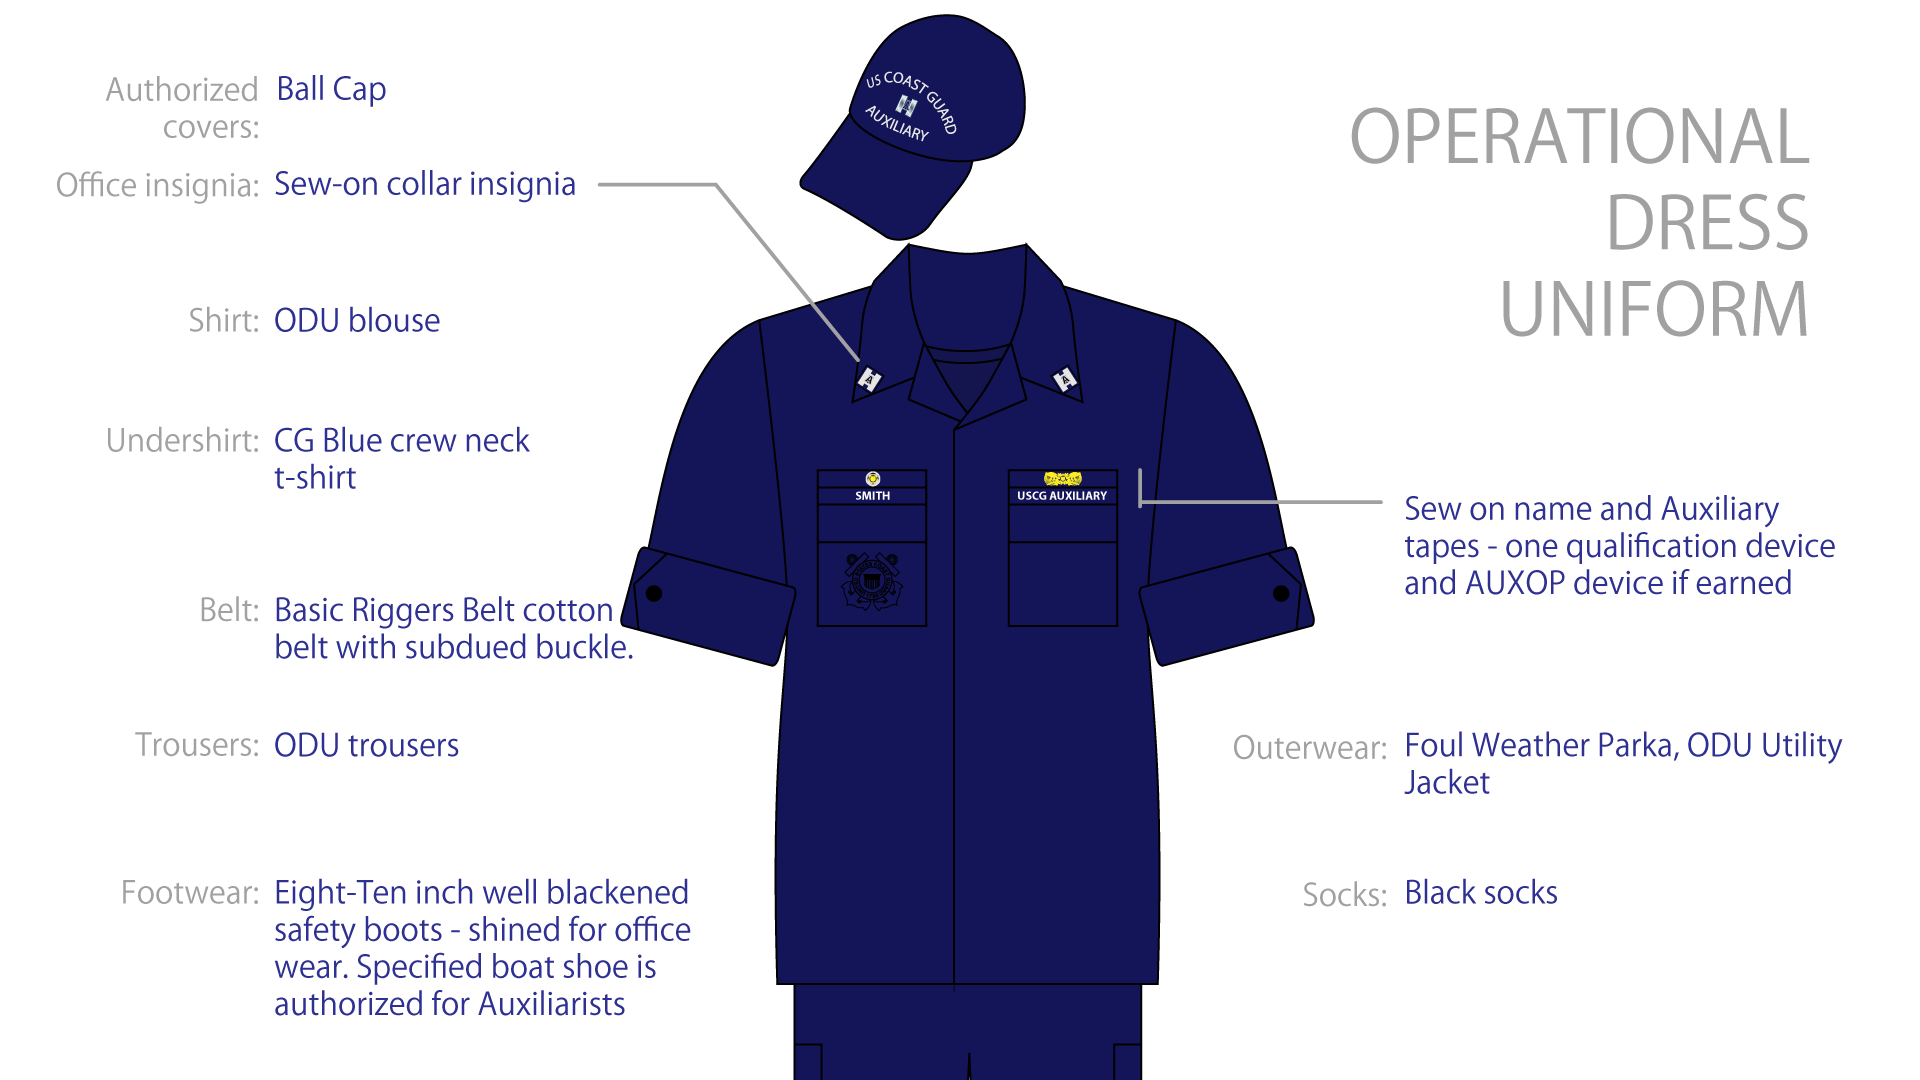 US COAST GUARD
AUXILIARY
OPERATIONAL
DRESS
UNIFORM
Authorized
covers:
Ball Cap
Office insignia:
Sew-on collar insignia
Shirt:
ODU blouse
Undershirt:
CG Blue crew neck
t-shirt
A
A
SMITH
USCG AUXILIARY
Sew on name and Auxiliary
tapes - one qualification device
and AUXOP device if earned
Belt:
Basic Riggers Belt cotton
belt with subdued buckle.
Trousers:
ODU trousers
Outerwear:
Foul Weather Parka, ODU Utility
Jacket
Footwear:
Eight-Ten inch well blackened
safety boots - shined for office
wear. Specified boat shoe is
authorized for Auxiliarists
Socks:
Black socks